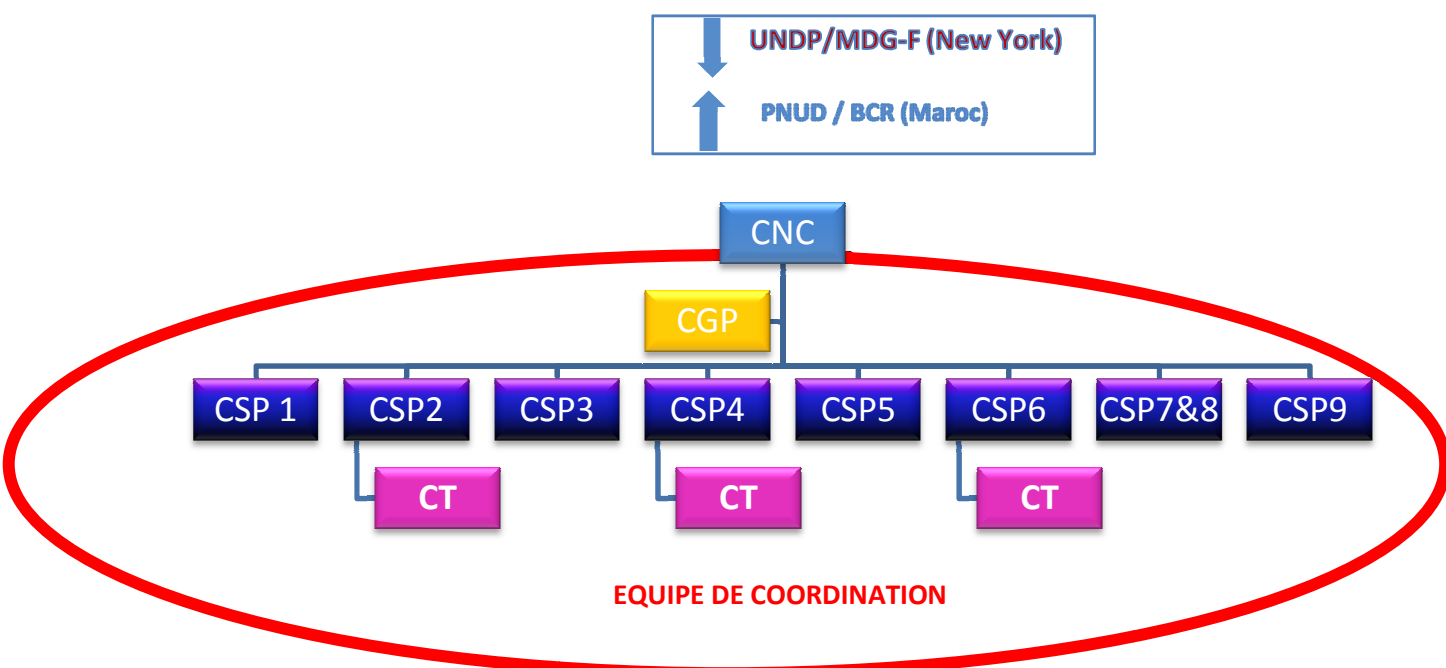 UNDP/MDG-F (New York)
PNUD / BCR (Maroc)
CNC
CGP
CSP 1
CSP2
CSP3
CSP4
CSP5
CSP6
CSP7&8
CSP9
CT
CT
CT
EQUIPE DE COORDINATION